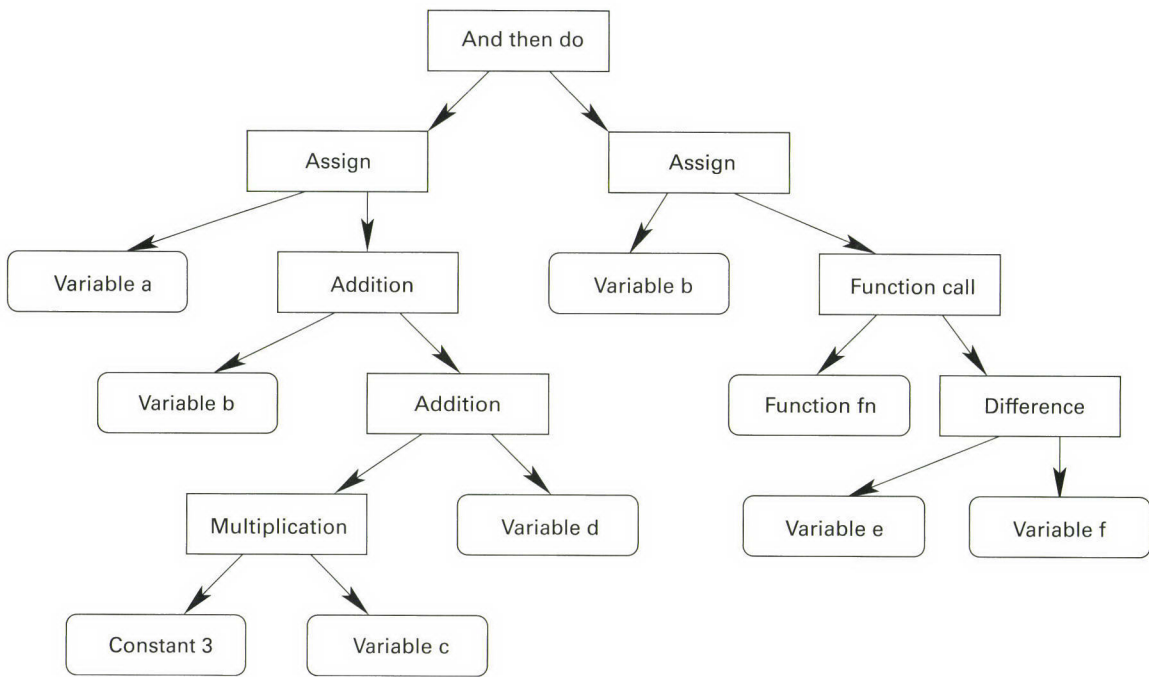 And then do
Assign
Assign
Variable a
Addition
Variable b
Function call
Variable b
Addition
Function fn
Difference
Multiplication
Variable d
Variable e
Variable f
Constant 3
Variable c